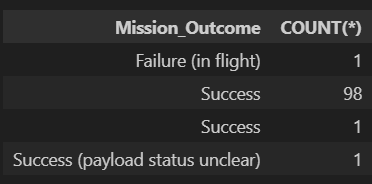 Mission_Outcome COUNT(*)
Failure (in flight) 1
Success 98
Success 1
Success (payload status unclear) 1